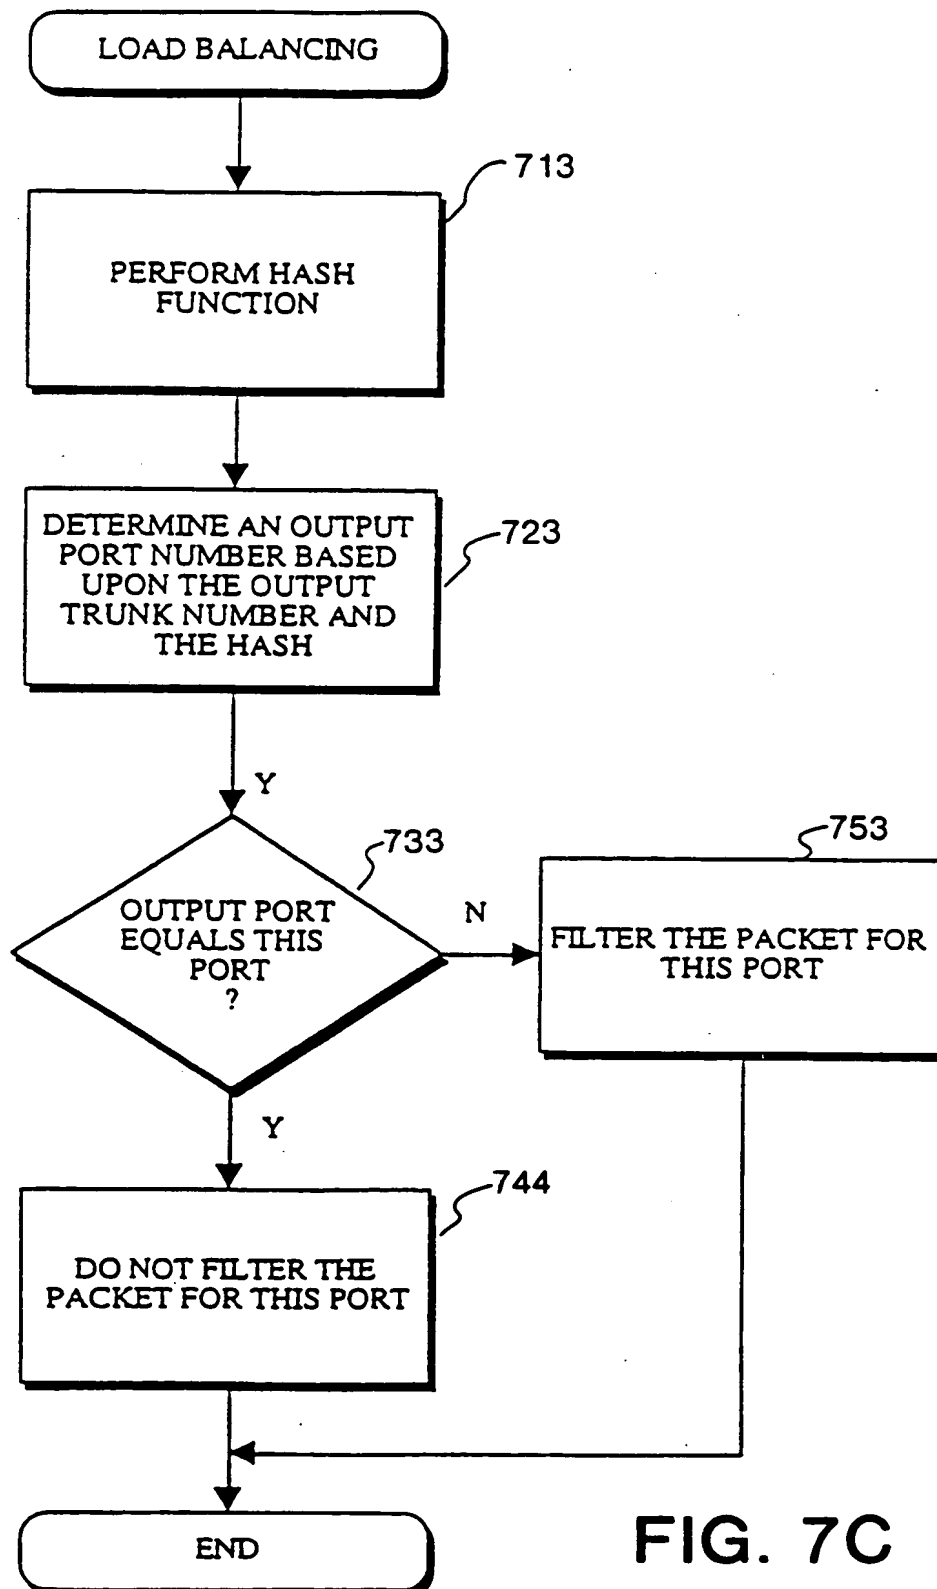 LOAD BALANCING
713
PERFORM HASH
FUNCTION
DETERMINE AN OUTPUT
PORT NUMBER BASED
UPON THE OUTPUT
TRUNK NUMBER AND
THE HASH
723
Y
733
753
OUTPUT PORT
EQUALS THIS
PORT
?
N
FILTER THE PACKET FOR
THIS PORT
Y
744
DO NOT FILTER THE
PACKET FOR THIS PORT
END
FIG. 7C